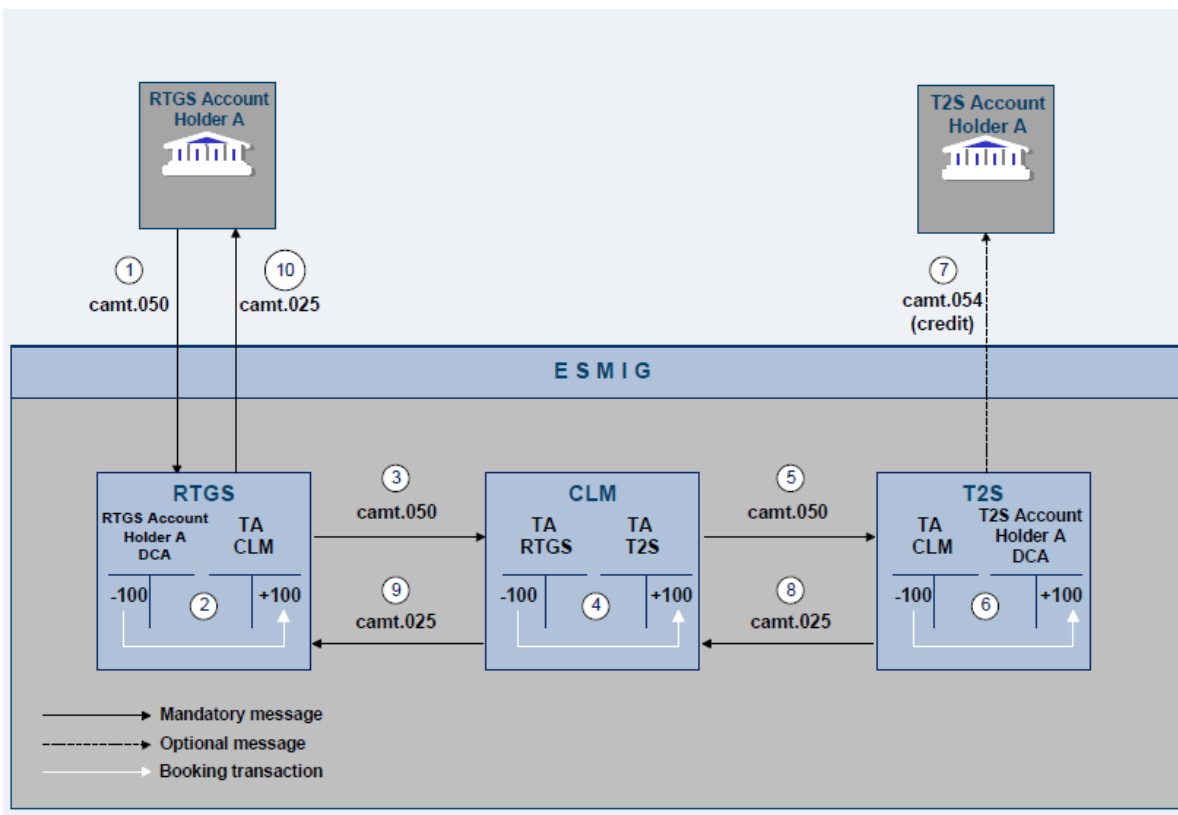 RTGS Account
Holder A
T2S Account
Holder A
1
camt.050
10
camt.025
7
camt.054
(credit)
ESMIG
RTGS
RTGS Account
Holder A
DCA
TA
CLM
-100
2
+100
3
camt.050
9
camt.025
CLM
TA
RTGS
TA
T2S
-100
4
+100
5
camt.050
8
camt.025
T2S
TA
CLM
T2S Account
Holder A
DCA
-100
6
+100
Mandatory message
Optional message
Booking transaction